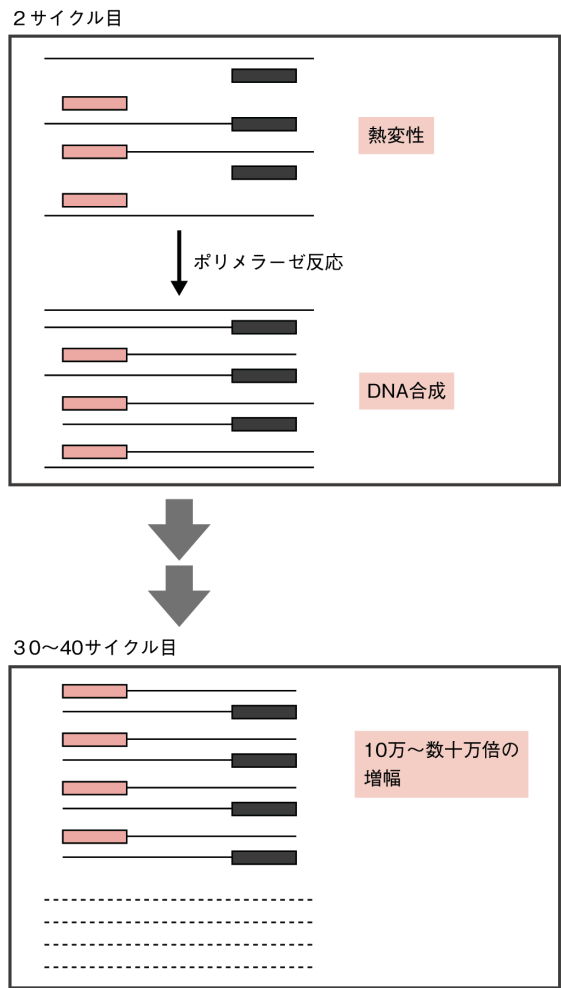 ２サイクル目
熱変性
ポリメラーゼ反応
DNA合成
３0〜40サイクル目
10万〜数十万倍の
増幅